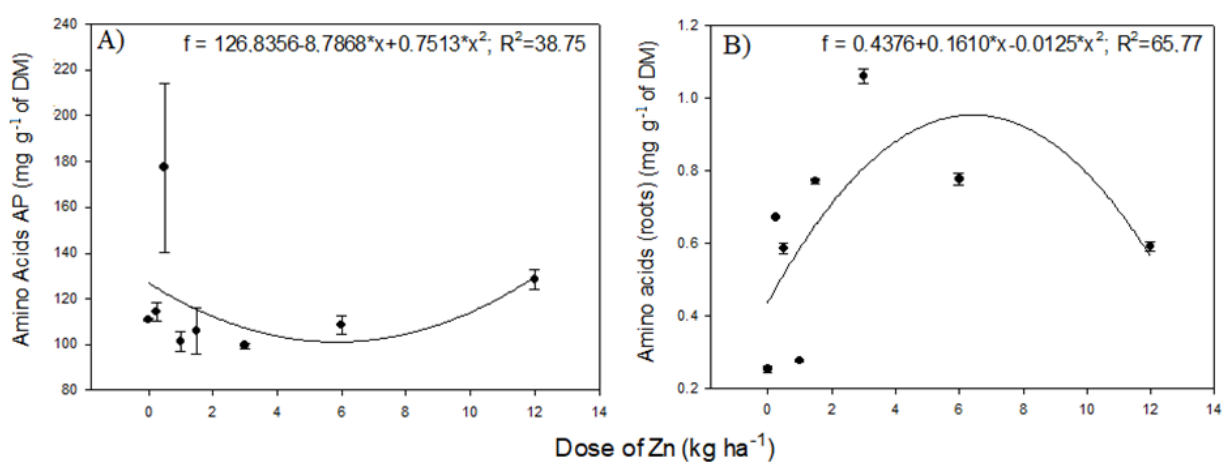 A)
f = 126.8356-8.7868*x+0.7513*x²; R²=38.75
Amino Acids AP (mg g⁻¹ of DM)
240
220
200
180
160
140
120
100
80
0 2 4 6 8 10 12 14
B)
f = 0.4376+0.1610*x-0.0125*x²; R²=65.77
Amino acids (roots) (mg g⁻¹ of DM)
1.2
1.0
0.8
0.6
0.4
0.2
0 2 4 6 8 10 12 14
Dose of Zn (kg ha⁻¹)